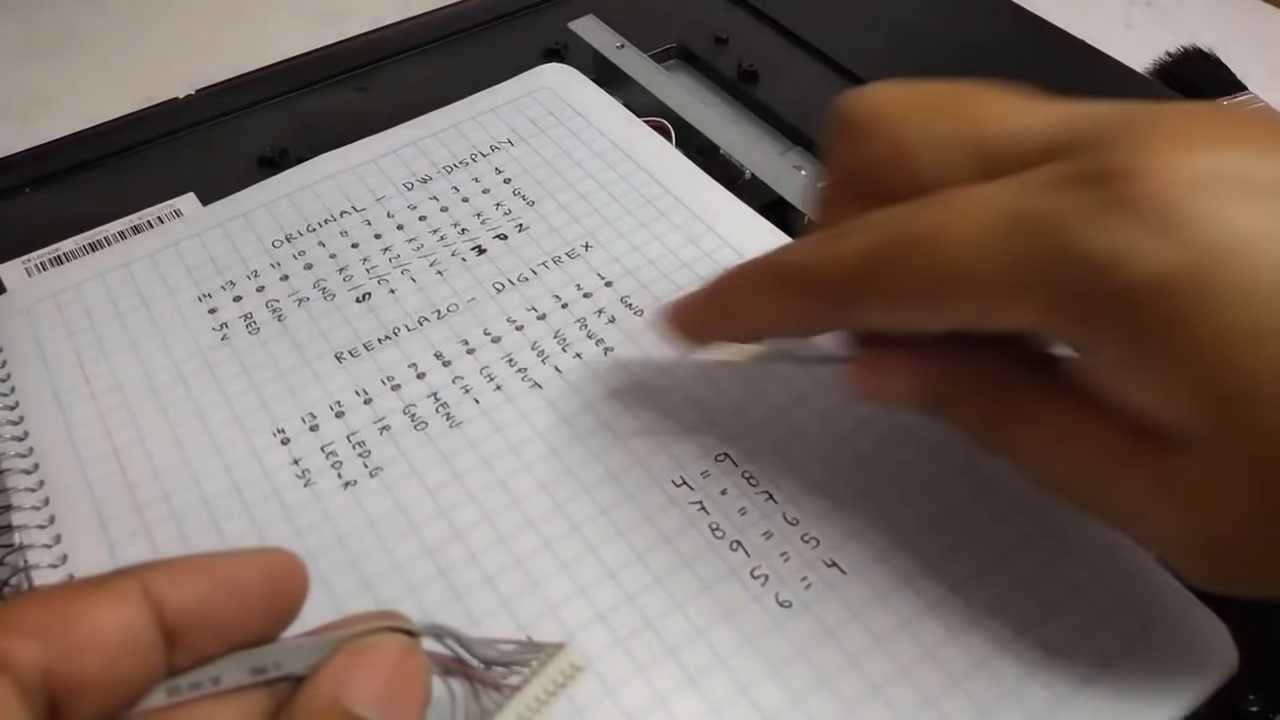 ORIGINAL - DW-DISPLAY
14 13 12 11 10 9 8 7 6 5 4 3 2 1
5V RED GRN IR GND K0/S K1/C+ K2/C- K3/V+ K4/V- K5/M K6/P K7/N GND
REEMPLAZO - DIGITREX
14 13 12 11 10 9 8 7 6 5 4 3 2 1
+5V LED-R LED-G IR GND MENU CH- CH+ INPUT VOL- VOL+ POWER K7 GND
9 8 7 6 5 4
" " " " " "
4 7 8 9 5 6